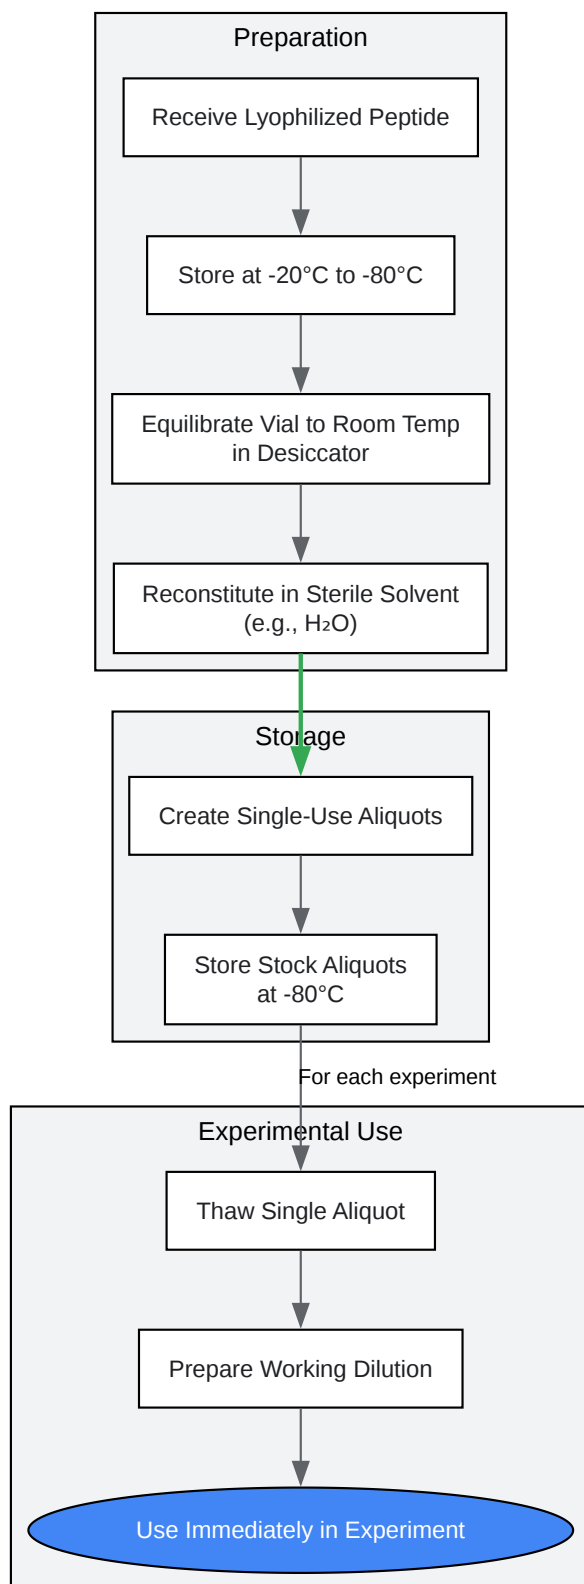 Preparation
Receive Lyophilized Peptide
Store at -20°C to -80°C
Equilibrate Vial to Room Temp
in Desiccator
Reconstitute in Sterile Solvent
(e.g., H₂O)
Storage
Create Single-Use Aliquots
Store Stock Aliquots
at -80°C
For each experiment
Experimental Use
Thaw Single Aliquot
Prepare Working Dilution
Use Immediately in Experiment